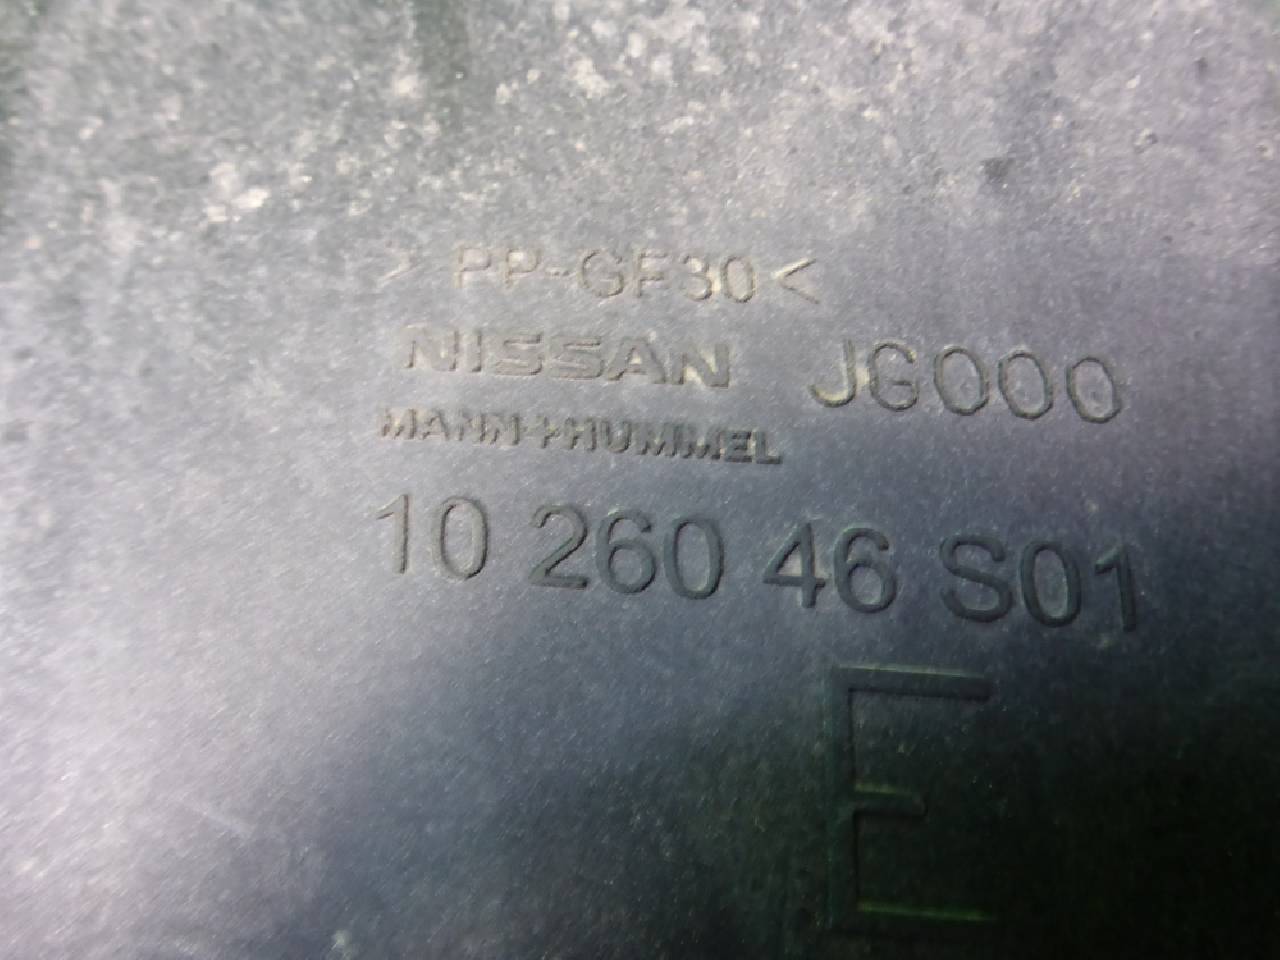 > PP-GF30 <
NISSAN JG000
MANN+HUMMEL
10 260 46 S01
E